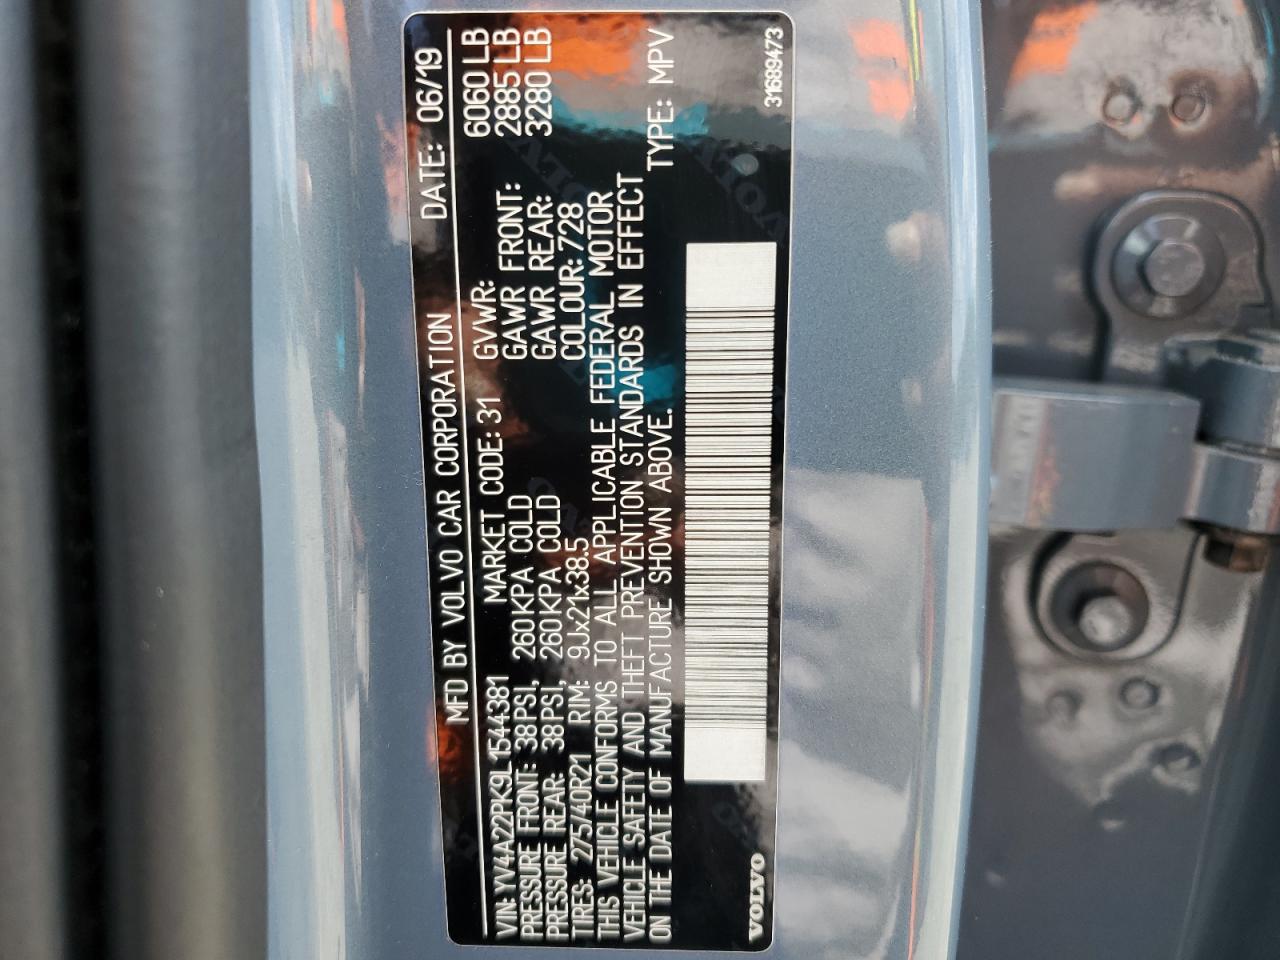 MFD BY VOLVO CAR CORPORATION DATE: 06/19
VIN: YV4A22PK9L1544381 MARKET CODE: 31 GVWR: 6060 LB
PRESSURE FRONT: 38PSI, 260KPA COLD GAWR FRONT: 2885 LB
PRESSURE REAR: 38PSI, 260KPA COLD GAWR REAR: 3280 LB
TIRES: 275/40R21 RIM: 9Jx21x38.5 COLOUR: 728
THIS VEHICLE CONFORMS TO ALL APPLICABLE FEDERAL MOTOR
VEHICLE SAFETY AND THEFT PREVENTION STANDARDS IN EFFECT
ON THE DATE OF MANUFACTURE SHOWN ABOVE. TYPE: MPV
VOLVO 31689473